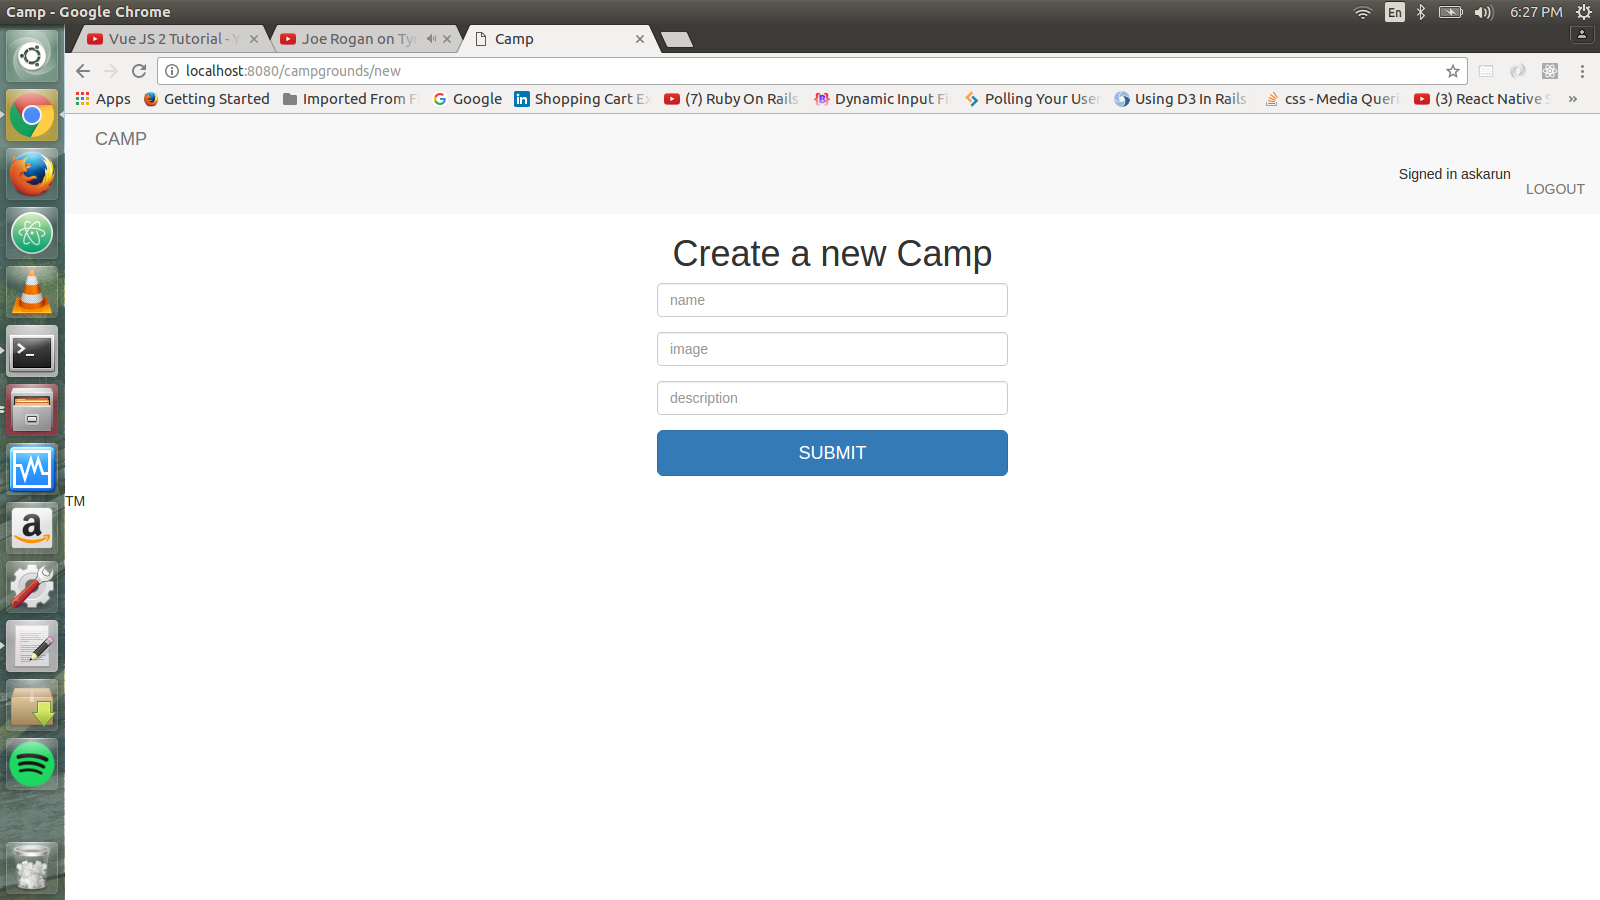 Camp - Google Chrome
En
6:27 PM
Vue JS 2 Tutorial - Y
Joe Rogan on Ty
Camp
localhost:8080/campgrounds/new
Apps
Getting Started
Imported From F
Google
Shopping Cart Ex
(7) Ruby On Rails
Dynamic Input Fi
Polling Your User
Using D3 In Rails
css - Media Queri
(3) React Native S
»
CAMP
Signed in askarun
LOGOUT
Create a new Camp
name
image
description
SUBMIT
TM